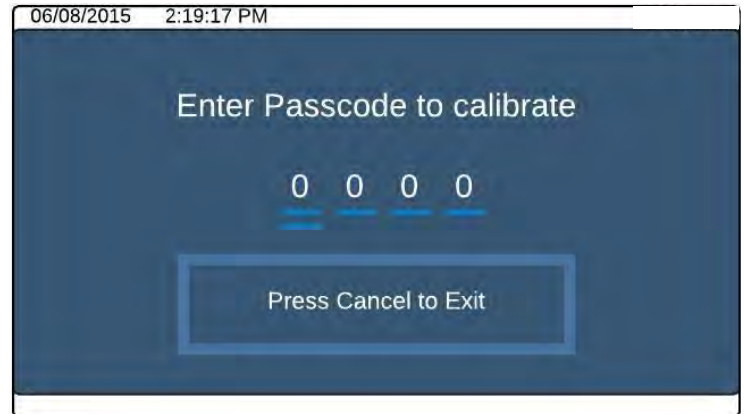 06/08/2015 2:19:17 PM
Enter Passcode to calibrate
0 0 0 0
Press Cancel to Exit